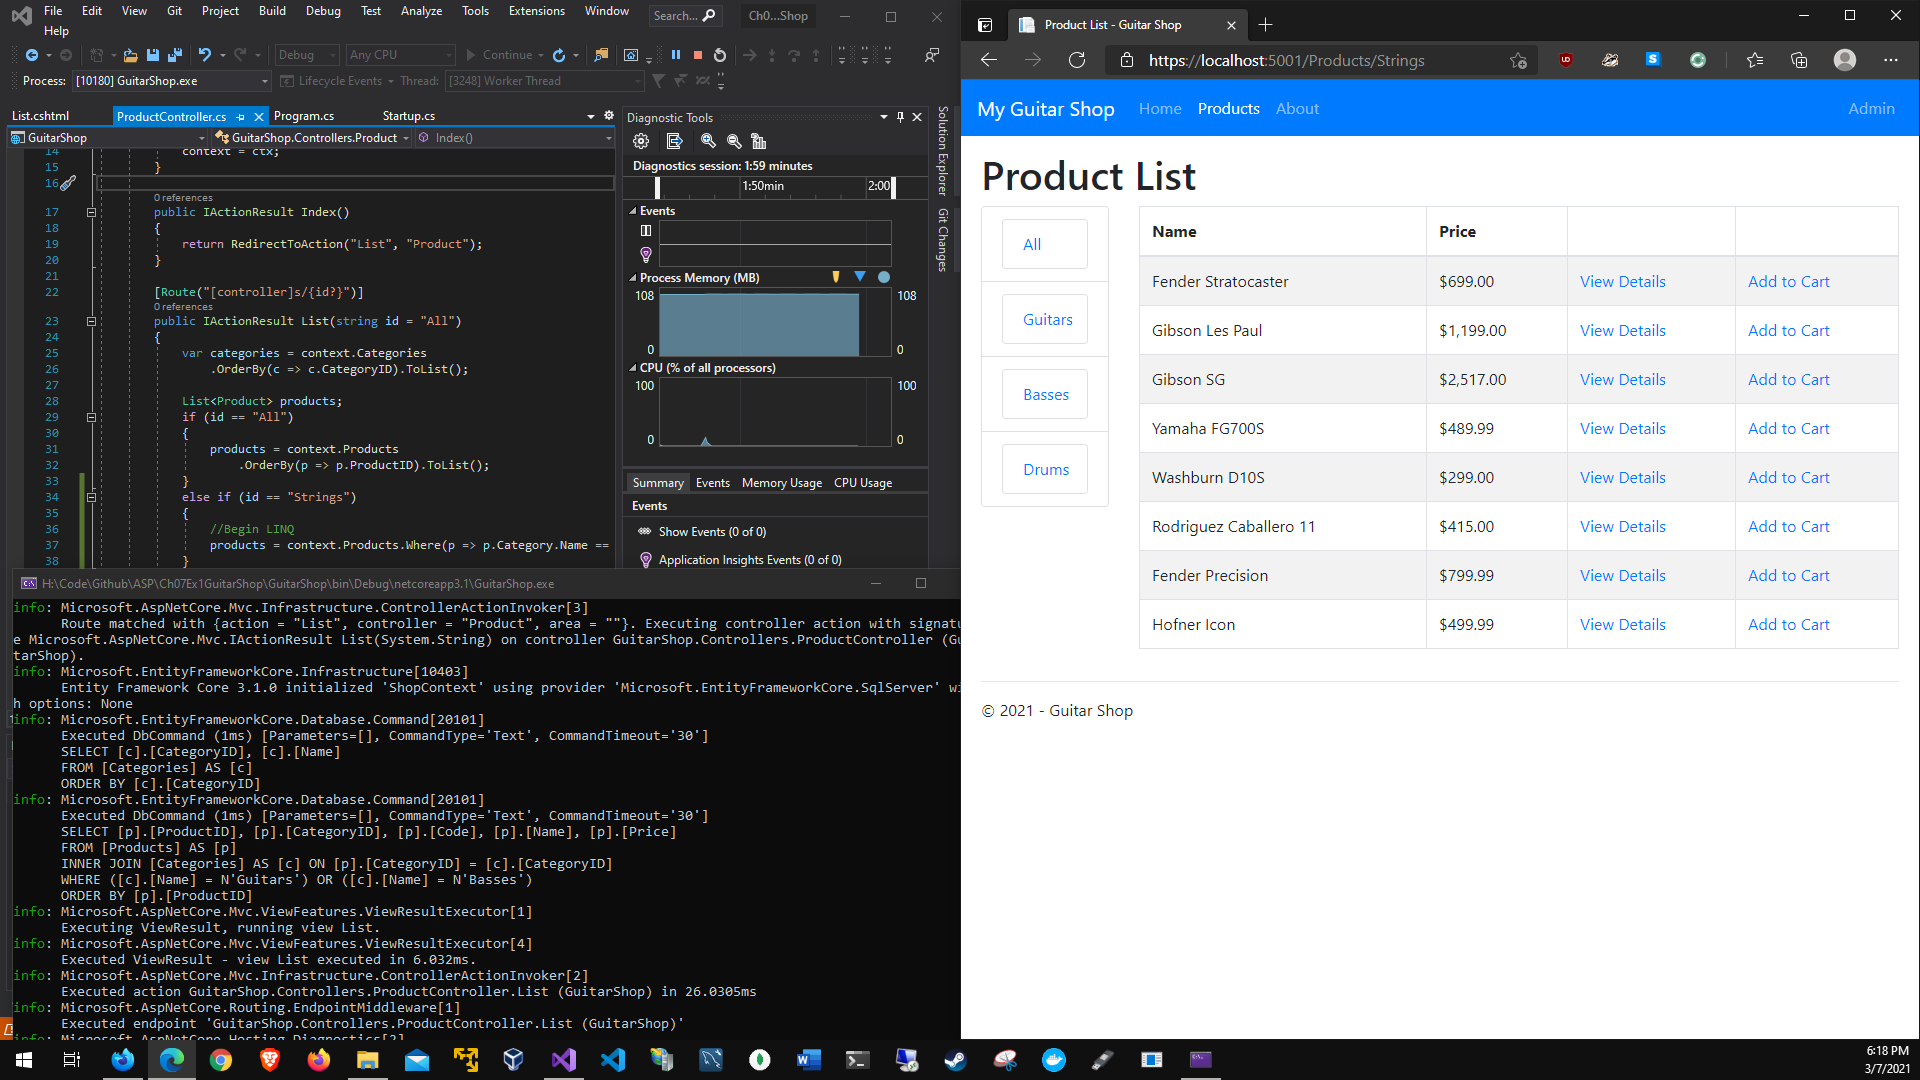 File Edit View Git Project Build Debug Test Analyze Tools Extensions Window Search... Ch0...Shop
Help
Debug Any CPU Continue
Process: [10180] GuitarShop.exe Lifecycle Events Thread: [3248] Worker Thread
List.cshtml ProductController.cs Program.cs Startup.cs
GuitarShop GuitarShop.Controllers.Product Index()
14 context = ctx;
15 }
16
0 references
17 public IActionResult Index()
18 {
19 return RedirectToAction("List", "Product");
20 }
21
22 [Route("[controller]s/{id?}")]
0 references
23 public IActionResult List(string id = "All")
24 {
25 var categories = context.Categories
26 .OrderBy(c => c.CategoryID).ToList();
27
28 List<Product> products;
29 if (id == "All")
30 {
31 products = context.Products
32 .OrderBy(p => p.ProductID).ToList();
33 }
34 else if (id == "Strings")
35 {
36 //Begin LINQ
37 products = context.Products.Where(p => p.Category.Name ==
38 }
Diagnostic Tools
Diagnostics session: 1:59 minutes
1:50min 2:00
Events
Process Memory (MB)
108 108
0 0
CPU (% of all processors)
100 100
0 0
Summary Events Memory Usage CPU Usage
Events
Show Events (0 of 0)
Application Insights Events (0 of 0)
Solution Explorer
Git Changes
H:\Code\Github\ASP\Ch07Ex1GuitarShop\GuitarShop\bin\Debug\netcoreapp3.1\GuitarShop.exe
info: Microsoft.AspNetCore.Mvc.Infrastructure.ControllerActionInvoker[3]
Route matched with {action = "List", controller = "Product", area = ""}. Executing controller action with signatu
e Microsoft.AspNetCore.Mvc.IActionResult List(System.String) on controller GuitarShop.Controllers.ProductController (Gu
tarShop).
info: Microsoft.EntityFrameworkCore.Infrastructure[10403]
Entity Framework Core 3.1.0 initialized 'ShopContext' using provider 'Microsoft.EntityFrameworkCore.SqlServer' wi
h options: None
info: Microsoft.EntityFrameworkCore.Database.Command[20101]
Executed DbCommand (1ms) [Parameters=[], CommandType='Text', CommandTimeout='30']
SELECT [c].[CategoryID], [c].[Name]
FROM [Categories] AS [c]
ORDER BY [c].[CategoryID]
info: Microsoft.EntityFrameworkCore.Database.Command[20101]
Executed DbCommand (1ms) [Parameters=[], CommandType='Text', CommandTimeout='30']
SELECT [p].[ProductID], [p].[CategoryID], [p].[Code], [p].[Name], [p].[Price]
FROM [Products] AS [p]
INNER JOIN [Categories] AS [c] ON [p].[CategoryID] = [c].[CategoryID]
WHERE ([c].[Name] = N'Guitars') OR ([c].[Name] = N'Basses')
ORDER BY [p].[ProductID]
info: Microsoft.AspNetCore.Mvc.ViewFeatures.ViewResultExecutor[1]
Executing ViewResult, running view List.
info: Microsoft.AspNetCore.Mvc.ViewFeatures.ViewResultExecutor[4]
Executed ViewResult - view List executed in 6.032ms.
info: Microsoft.AspNetCore.Mvc.Infrastructure.ControllerActionInvoker[2]
Executed action GuitarShop.Controllers.ProductController.List (GuitarShop) in 26.0305ms
info: Microsoft.AspNetCore.Routing.EndpointMiddleware[1]
Executed endpoint 'GuitarShop.Controllers.ProductController.List (GuitarShop)'
info: Microsoft.AspNetCore.Hosting.Diagnostics[2]
Product List - Guitar Shop
https://localhost:5001/Products/Strings
My Guitar Shop Home Products About Admin
Product List
All
Guitars
Basses
Drums
Name Price
Fender Stratocaster $699.00 View Details Add to Cart
Gibson Les Paul $1,199.00 View Details Add to Cart
Gibson SG $2,517.00 View Details Add to Cart
Yamaha FG700S $489.99 View Details Add to Cart
Washburn D10S $299.00 View Details Add to Cart
Rodriguez Caballero 11 $415.00 View Details Add to Cart
Fender Precision $799.99 View Details Add to Cart
Hofner Icon $499.99 View Details Add to Cart
© 2021 - Guitar Shop
6:18 PM
3/7/2021